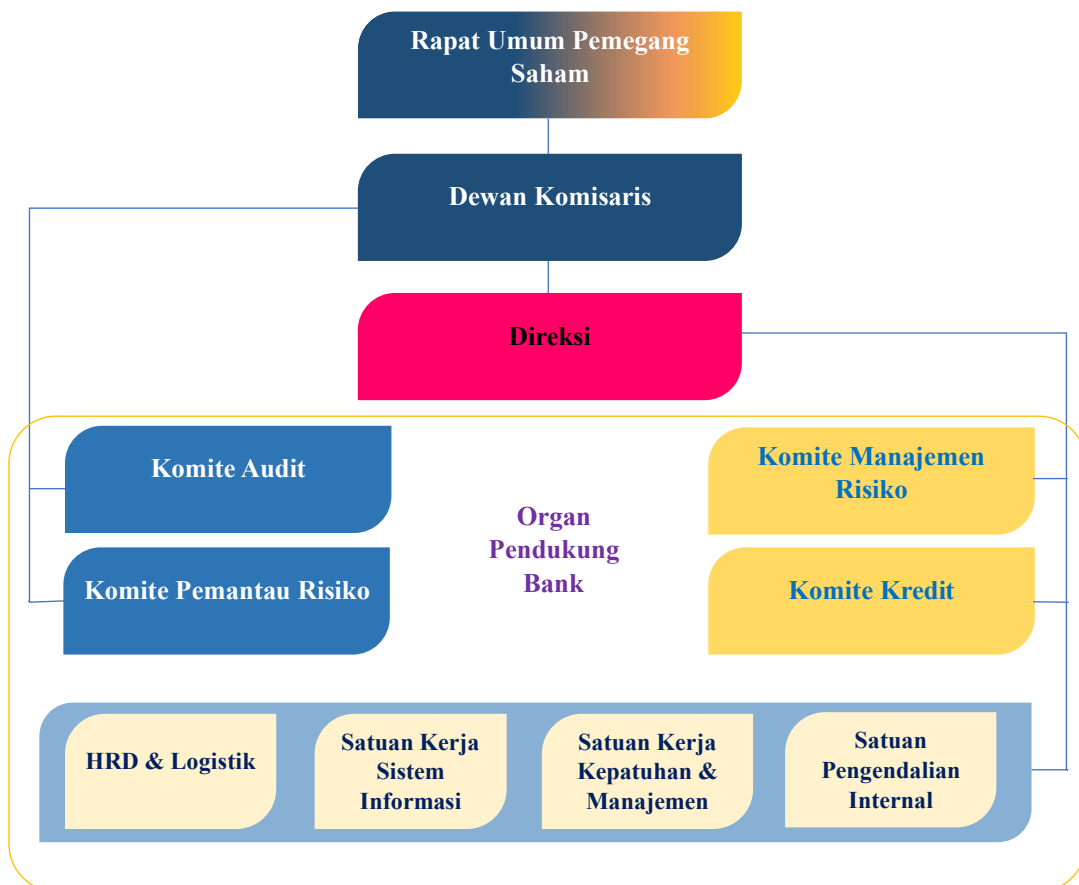 Rapat Umum Pemegang
Saham
Dewan Komisaris
Direksi
Komite Audit
Komite Manajemen
Risiko
Organ
Pendukung
Bank
Komite Pemantau Risiko
Komite Kredit
HRD & Logistik
Satuan Kerja
Sistem
Informasi
Satuan Kerja
Kepatuhan &
Manajemen
Satuan
Pengendalian
Internal